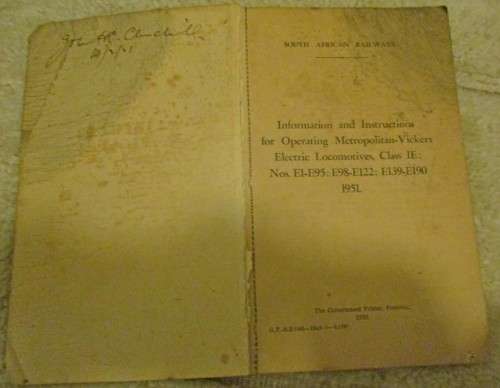 SOUTH AFRICAN RAILWAYS
Information and Instructions
for Operating Metropolitan-Vickers
Electric Locomotives, Class 1E:
Nos. E1-E95: E98-E122: E139-E190
1951.
The Government Printer, Pretoria.